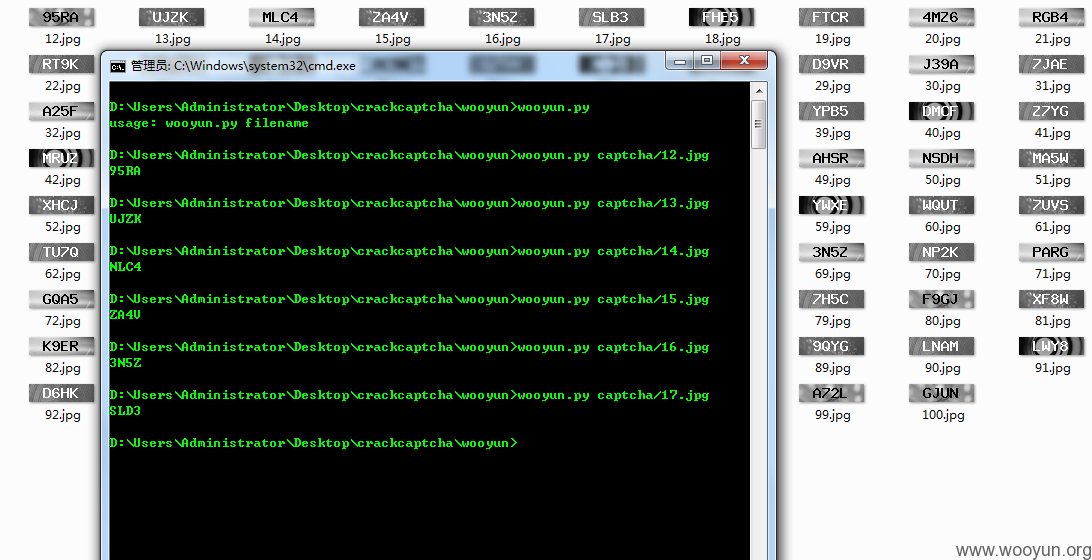 95RA UJZK MLC4 ZA4V 3N5Z SLB3 FHE5 FTCR 4MZ6 RGB4
12.jpg 13.jpg 14.jpg 15.jpg 16.jpg 17.jpg 18.jpg 19.jpg 20.jpg 21.jpg
RT9K D9VR J39A 7JAE
22.jpg 29.jpg 30.jpg 31.jpg
A25F YPB5 DMCF Z7YG
32.jpg 39.jpg 40.jpg 41.jpg
MRUZ AHSR NSDH MA5W
42.jpg 49.jpg 50.jpg 51.jpg
XHCJ YWXE WQUT 7UVS
52.jpg 59.jpg 60.jpg 61.jpg
TU7Q 3N5Z NP2K PARG
62.jpg 69.jpg 70.jpg 71.jpg
GQA5 7H5C F9GJ XF8W
72.jpg 79.jpg 80.jpg 81.jpg
K9ER 9QYG LNAM LWY8
82.jpg 89.jpg 90.jpg 91.jpg
D6HK A72L GJUN
92.jpg 99.jpg 100.jpg
管理员: C:\Windows\system32\cmd.exe
D:\Users\Administrator\Desktop\crackcaptcha\wooyun>wooyun.py
usage: wooyun.py filename
D:\Users\Administrator\Desktop\crackcaptcha\wooyun>wooyun.py captcha/12.jpg
95RA
D:\Users\Administrator\Desktop\crackcaptcha\wooyun>wooyun.py captcha/13.jpg
UJZK
D:\Users\Administrator\Desktop\crackcaptcha\wooyun>wooyun.py captcha/14.jpg
NLC4
D:\Users\Administrator\Desktop\crackcaptcha\wooyun>wooyun.py captcha/15.jpg
ZA4V
D:\Users\Administrator\Desktop\crackcaptcha\wooyun>wooyun.py captcha/16.jpg
3N5Z
D:\Users\Administrator\Desktop\crackcaptcha\wooyun>wooyun.py captcha/17.jpg
SLD3
D:\Users\Administrator\Desktop\crackcaptcha\wooyun>
www.wooyun.org